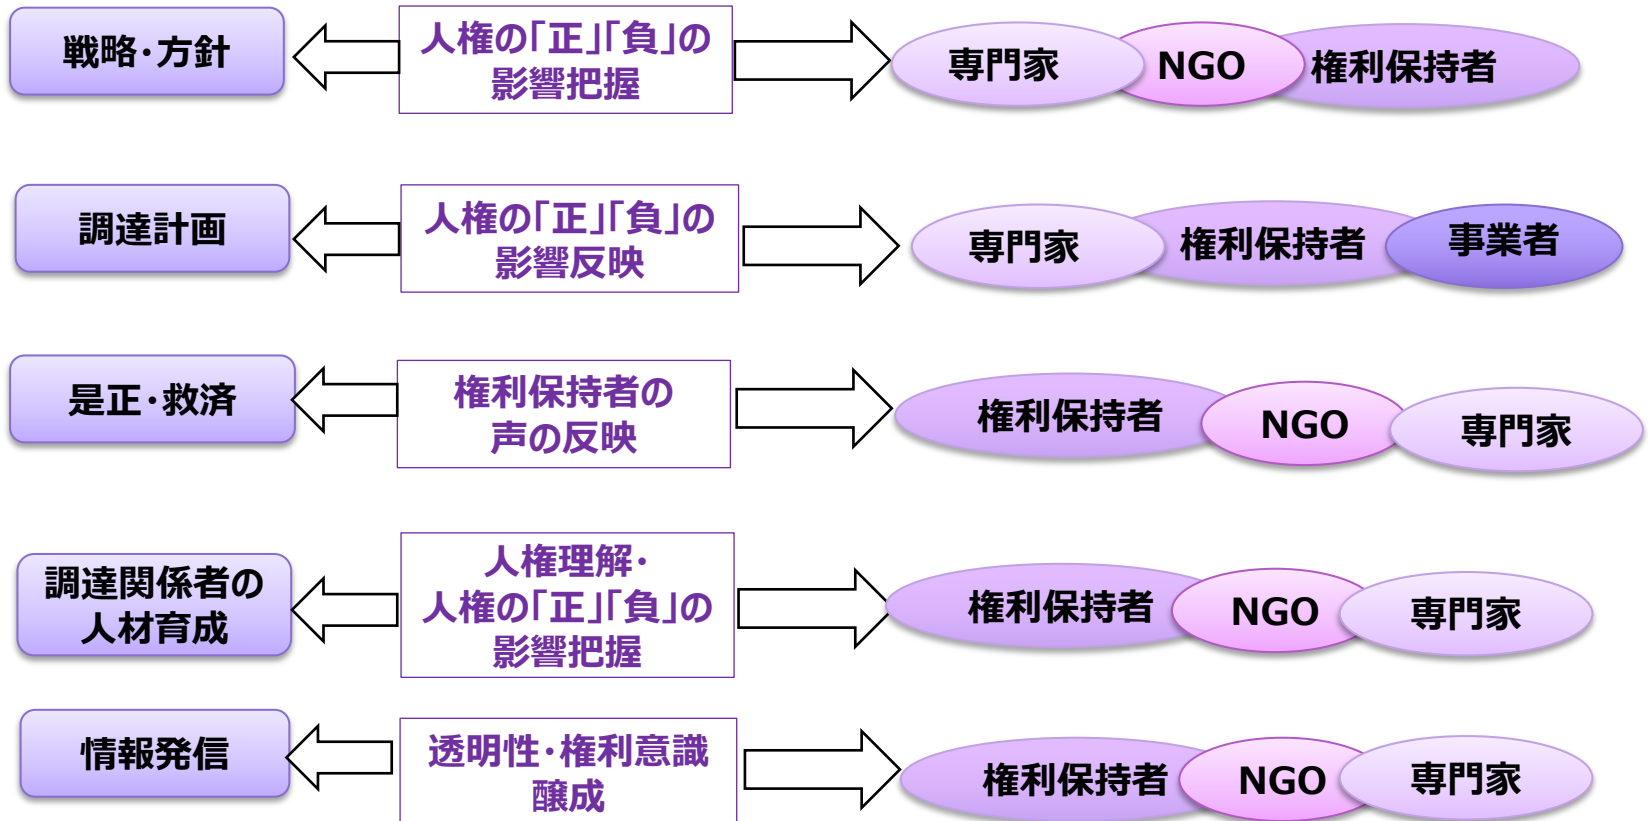 戦略・方針
人権の｢正｣｢負｣の
影響把握
専門家
NGO
権利保持者
調達計画
人権の｢正｣｢負｣の
影響反映
専門家
権利保持者
事業者
是正・救済
権利保持者の
声の反映
権利保持者
NGO
専門家
調達関係者の
人材育成
人権理解・
人権の｢正｣｢負｣の
影響把握
権利保持者
NGO
専門家
情報発信
透明性・権利意識
醸成
権利保持者
NGO
専門家